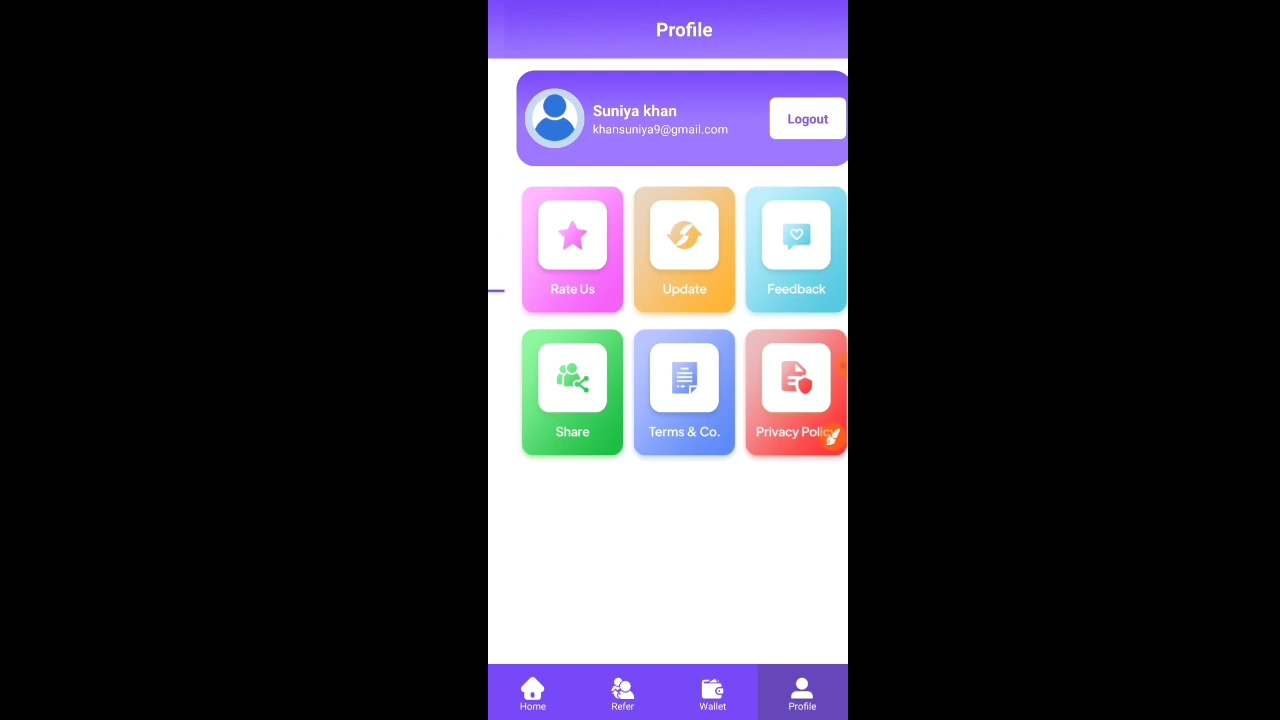 Profile
Suniya khan
khansuniya9@gmail.com
Logout
Rate Us
Update
Feedback
Share
Terms & Co.
Privacy Policy
Home
Refer
Wallet
Profile